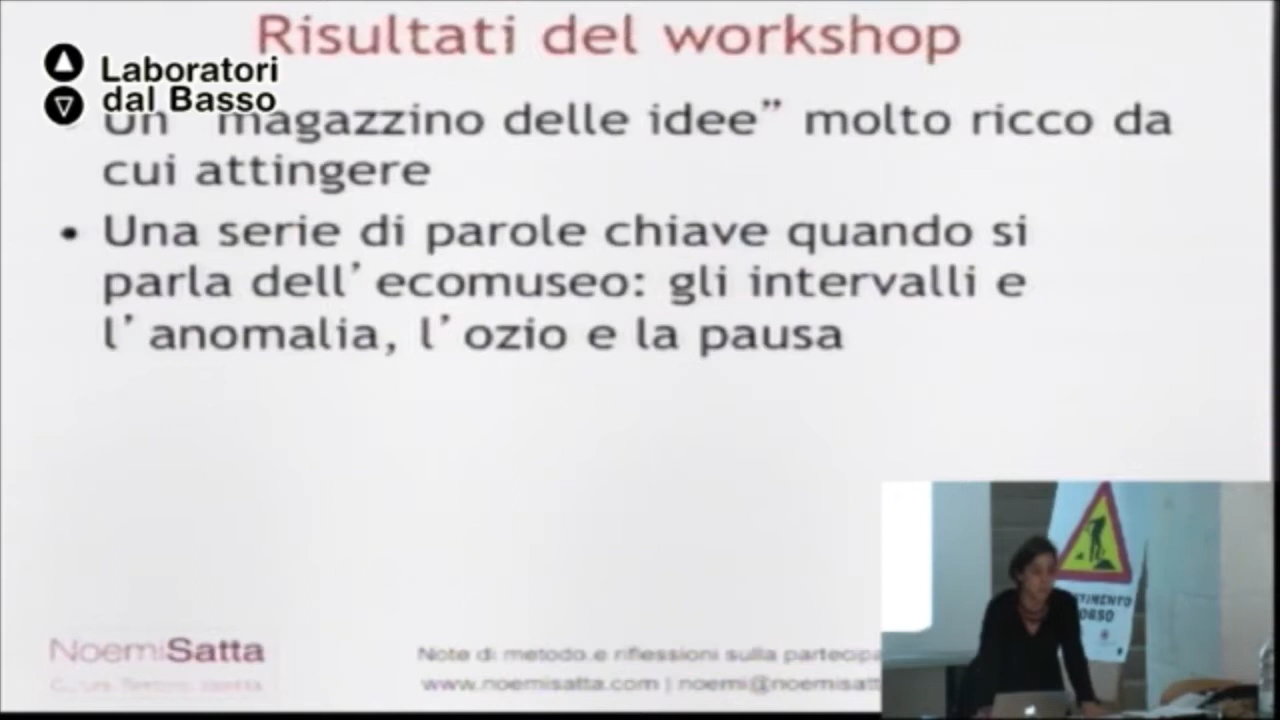 Risultati del workshop
Laboratori
dal Basso
Un "magazzino delle idee" molto ricco da
cui attingere
• Una serie di parole chiave quando si
parla dell'ecomuseo: gli intervalli e
l'anomalia, l'ozio e la pausa
NoemiSatta
Note di metodo e riflessioni sulla partecipa
www.noemisatta.com | noemi@noemisatt